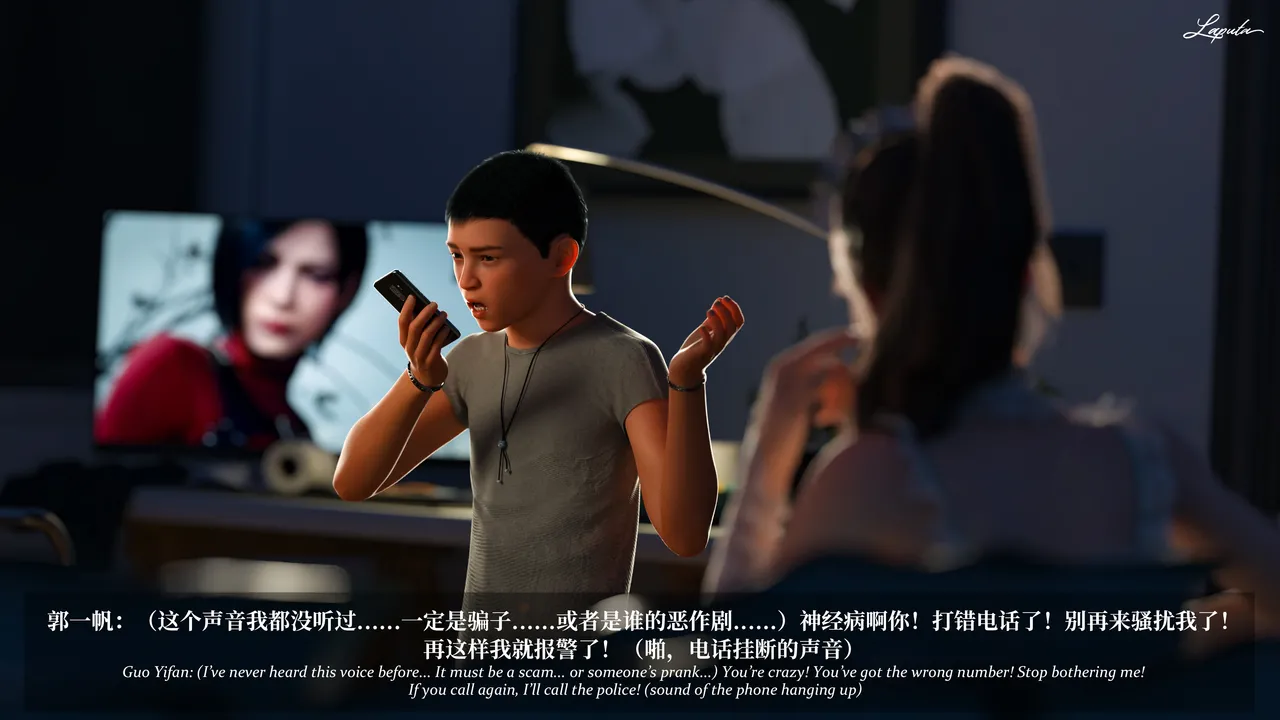 Laputa
郭一帆：（这个声音我都没听过……一定是骗子……或者是谁的恶作剧……）神经病啊你！打错电话了！别再来骚扰我了！
再这样我就报警了！（啪，电话挂断的声音）
Guo Yifan: (I've never heard this voice before... It must be a scam... or someone's prank...) You're crazy! You've got the wrong number! Stop bothering me!
If you call again, I'll call the police! (sound of the phone hanging up)